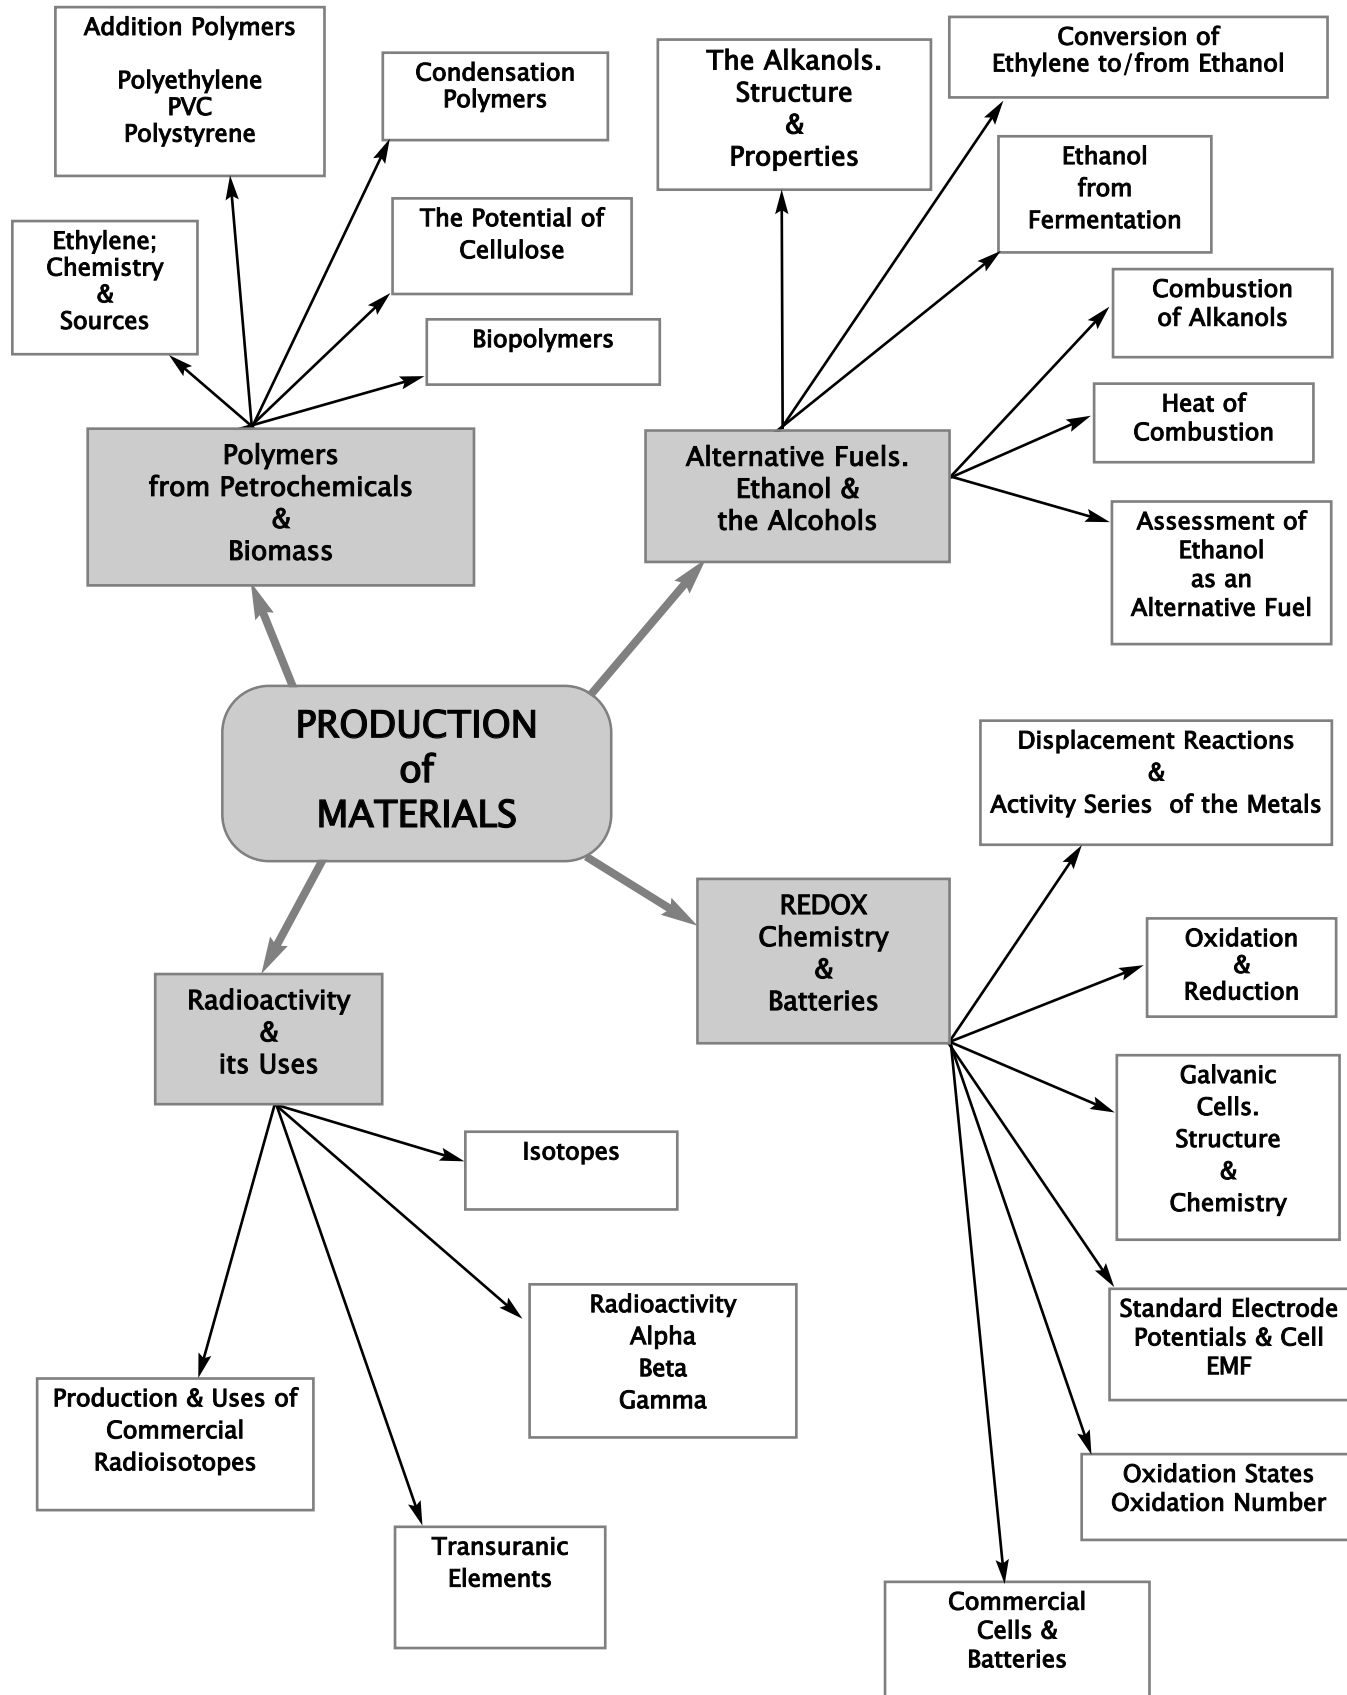 Addition Polymers
Polyethylene
PVC
Polystyrene
Condensation
Polymers
The Potential of
Cellulose
Ethylene;
Chemistry
&
Sources
Biopolymers
Polymers
from Petrochemicals
&
Biomass
The Alkanols.
Structure
&
Properties
Conversion of
Ethylene to/from Ethanol
Ethanol
from
Fermentation
Combustion
of Alkanols
Heat of
Combustion
Assessment of
Ethanol
as an
Alternative Fuel
Alternative Fuels.
Ethanol &
the Alcohols
PRODUCTION
of
MATERIALS
Displacement Reactions
&
Activity Series  of the Metals
REDOX
Chemistry
&
Batteries
Oxidation
&
Reduction
Galvanic
Cells.
Structure
&
Chemistry
Standard Electrode
Potentials & Cell
EMF
Oxidation States
Oxidation Number
Commercial
Cells &
Batteries
Radioactivity
&
its Uses
Isotopes
Radioactivity
Alpha
Beta
Gamma
Production & Uses of
Commercial
Radioisotopes
Transuranic
Elements